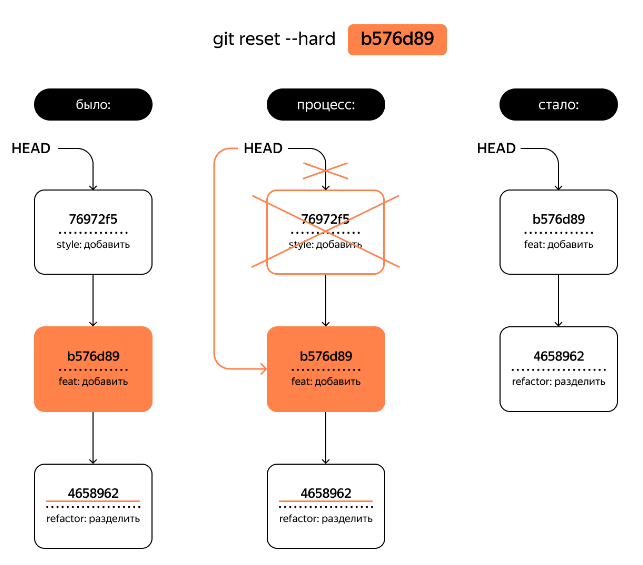 git reset --hard b576d89
было:
HEAD
76972f5
style: добавить
b576d89
feat: добавить
4658962
refactor: разделить
процесс:
HEAD
76972f5
style: добавить
b576d89
feat: добавить
4658962
refactor: разделить
стало:
HEAD
b576d89
feat: добавить
4658962
refactor: разделить